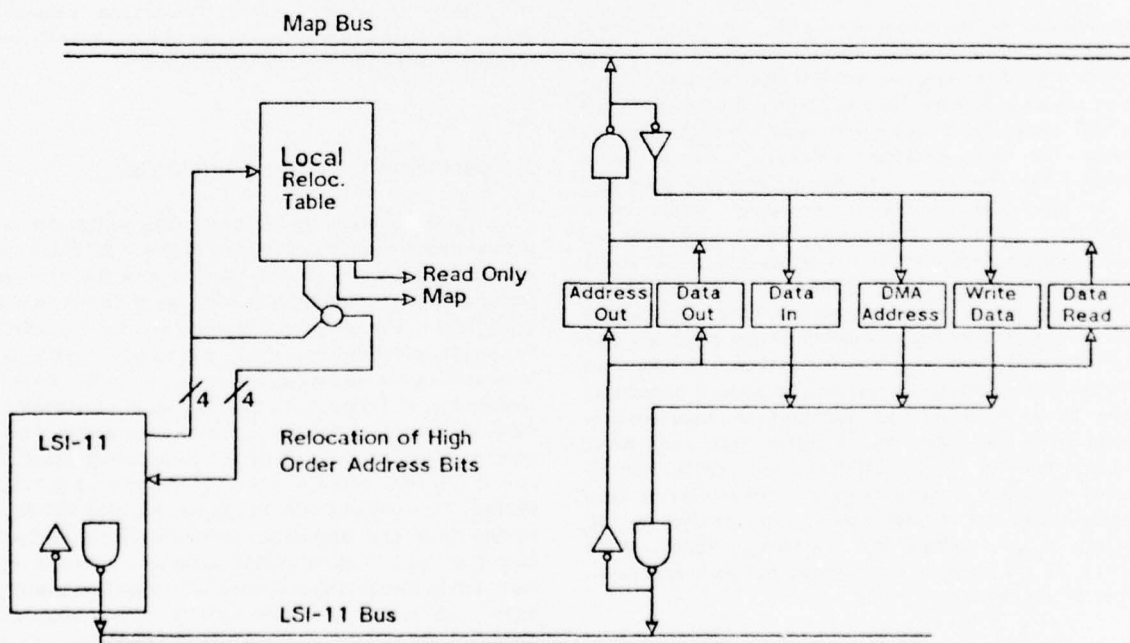 Map Bus
Local
Reloc.
Table
Read Only
Map
Address
Out
Data
Out
Data
In
DMA
Address
Write
Data
Data
Read
4
4
LSI-11
Relocation of High
Order Address Bits
LSI-11 Bus